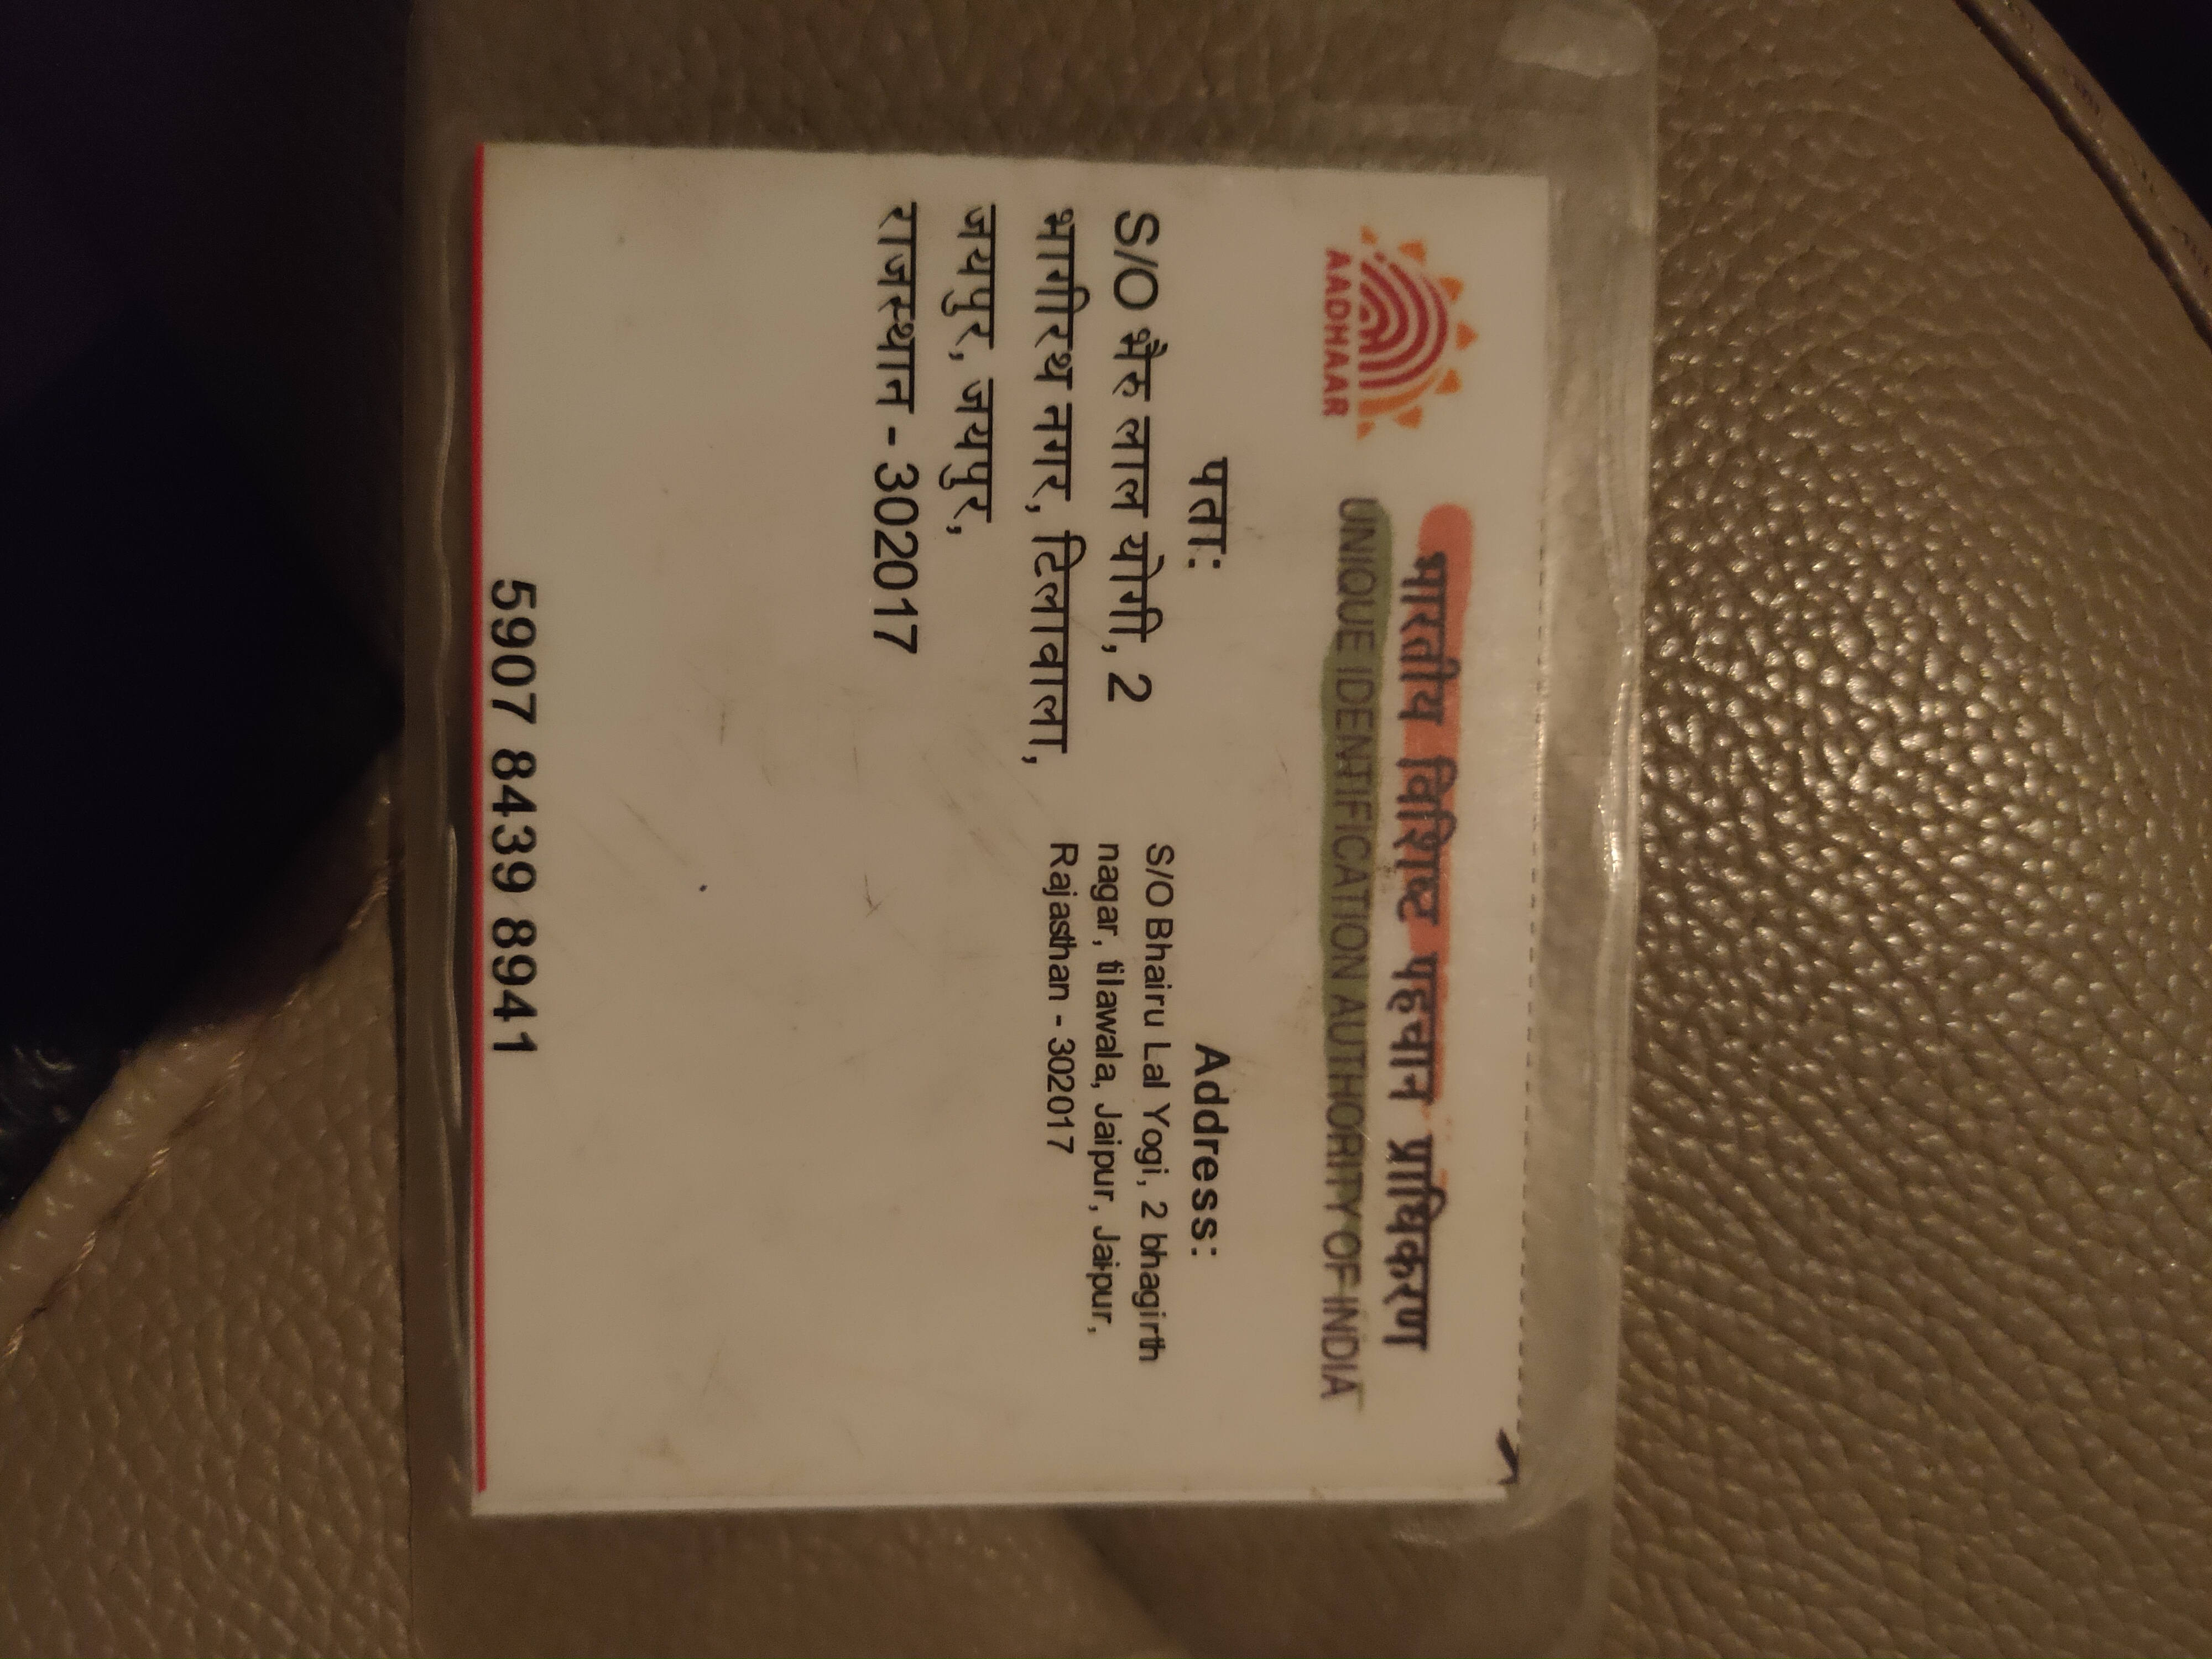 AADHAAR
भारतीय विशिष्ट पहचान प्राधिकरण
UNIQUE IDENTIFICATION AUTHORITY OF INDIA
पता:
S/O भैरु लाल योगी, 2
भागीरथ नगर, टिलावाला,
जयपुर, जयपुर,
राजस्थान - 302017
Address:
S/O Bhairu Lal Yogi, 2 bhagirth
nagar, tilawala, Jaipur, Jaipur,
Rajasthan - 302017
5907 8439 8941